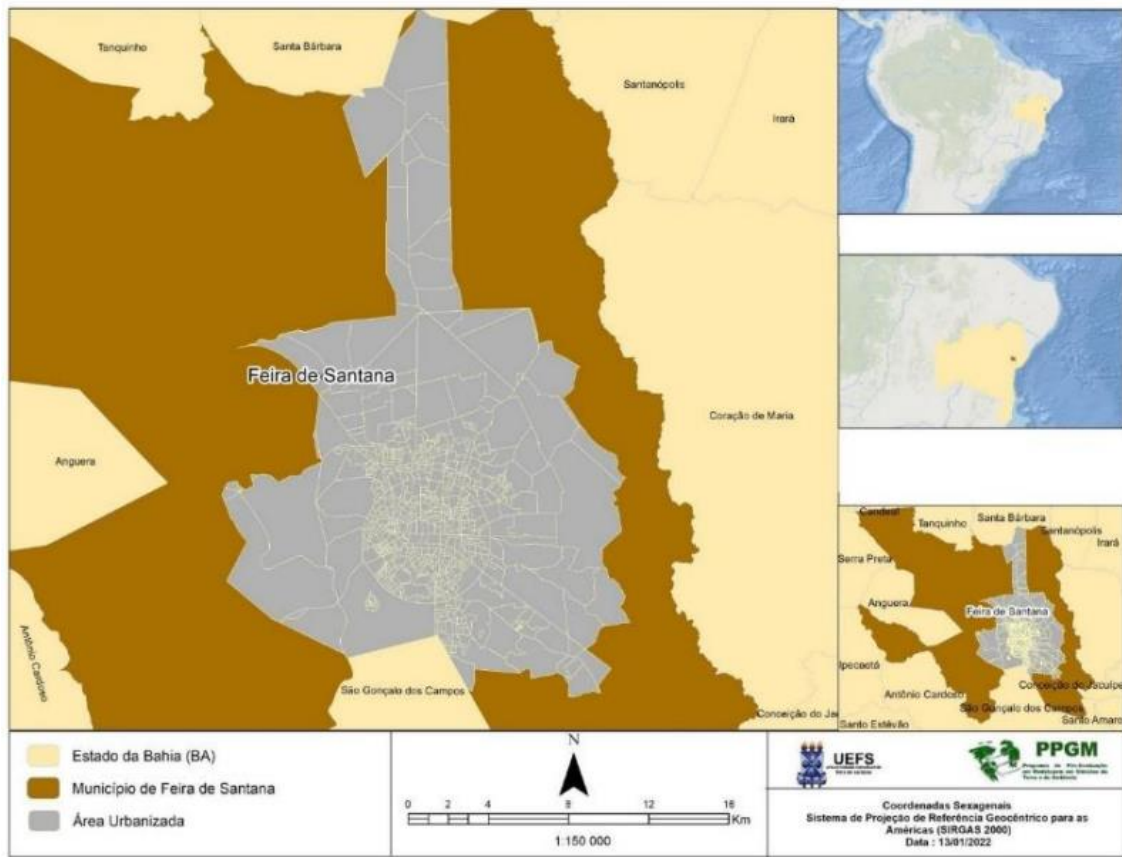 Tanquinho
Santa Bárbara
Santanópolis
Irará
Feira de Santana
Coração de Maria
Anguera
Antônio Cardoso
São Gonçalo dos Campos
Conceição do Ja
Candeal
Tanquinho
Santa Bárbara
Santanópolis
Irará
Serra Preta
Anguera
Feira de Santana
Ipecaetá
Antônio Cardoso
Conceição do Jacuípe
São Gonçalo dos Campos
Santo Estêvão
Santo Amaro
Estado da Bahia (BA)
Município de Feira de Santana
Área Urbanizada
N
0 2 4 8 12 16
Km
1:150 000
UEFS
PPGM
Coordenadas Sexagenais
Sistema de Projeção de Referência Geocêntrico para as
Américas (SIRGAS 2000)
Data : 13/01/2022